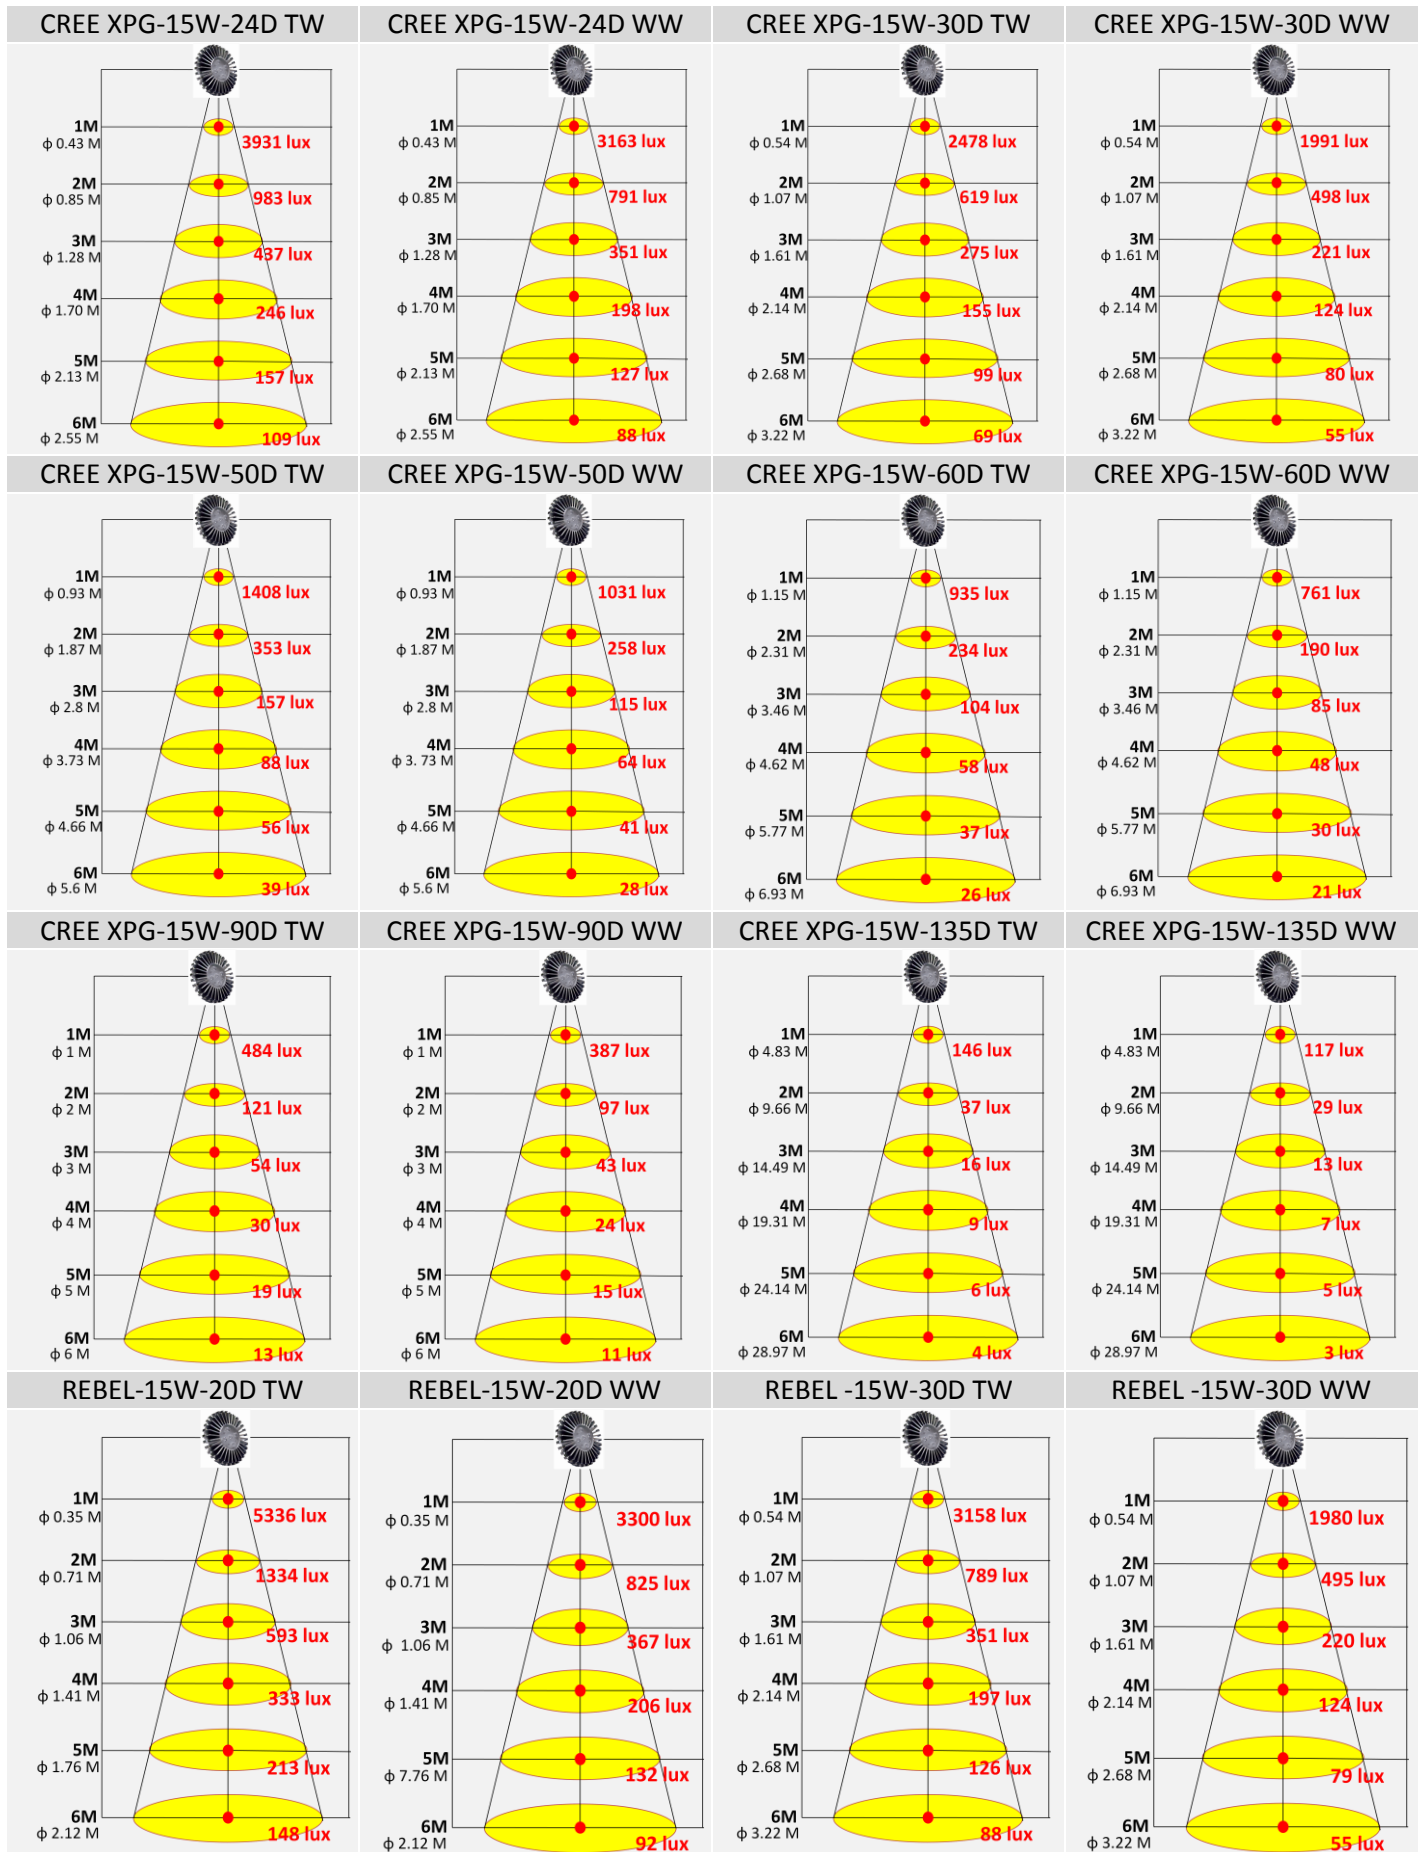 CREE XPG-15W-24D TW
1M
φ 0.43 M
3931 lux
2M
φ 0.85 M
983 lux
3M
φ 1.28 M
437 lux
4M
φ 1.70 M
246 lux
5M
φ 2.13 M
157 lux
6M
φ 2.55 M
109 lux
CREE XPG-15W-24D WW
1M
φ 0.43 M
3163 lux
2M
φ 0.85 M
791 lux
3M
φ 1.28 M
351 lux
4M
φ 1.70 M
198 lux
5M
φ 2.13 M
127 lux
6M
φ 2.55 M
88 lux
CREE XPG-15W-30D TW
1M
φ 0.54 M
2478 lux
2M
φ 1.07 M
619 lux
3M
φ 1.61 M
275 lux
4M
φ 2.14 M
155 lux
5M
φ 2.68 M
99 lux
6M
φ 3.22 M
69 lux
CREE XPG-15W-30D WW
1M
φ 0.54 M
1991 lux
2M
φ 1.07 M
498 lux
3M
φ 1.61 M
221 lux
4M
φ 2.14 M
124 lux
5M
φ 2.68 M
80 lux
6M
φ 3.22 M
55 lux
CREE XPG-15W-50D TW
1M
φ 0.93 M
1408 lux
2M
φ 1.87 M
353 lux
3M
φ 2.8 M
157 lux
4M
φ 3.73 M
88 lux
5M
φ 4.66 M
56 lux
6M
φ 5.6 M
39 lux
CREE XPG-15W-50D WW
1M
φ 0.93 M
1031 lux
2M
φ 1.87 M
258 lux
3M
φ 2.8 M
115 lux
4M
φ 3. 73 M
64 lux
5M
φ 4.66 M
41 lux
6M
φ 5.6 M
28 lux
CREE XPG-15W-60D TW
1M
φ 1.15 M
935 lux
2M
φ 2.31 M
234 lux
3M
φ 3.46 M
104 lux
4M
φ 4.62 M
58 lux
5M
φ 5.77 M
37 lux
6M
φ 6.93 M
26 lux
CREE XPG-15W-60D WW
1M
φ 1.15 M
761 lux
2M
φ 2.31 M
190 lux
3M
φ 3.46 M
85 lux
4M
φ 4.62 M
48 lux
5M
φ 5.77 M
30 lux
6M
φ 6.93 M
21 lux
CREE XPG-15W-90D TW
1M
φ 1 M
484 lux
2M
φ 2 M
121 lux
3M
φ 3 M
54 lux
4M
φ 4 M
30 lux
5M
φ 5 M
19 lux
6M
φ 6 M
13 lux
CREE XPG-15W-90D WW
1M
φ 1 M
387 lux
2M
φ 2 M
97 lux
3M
φ 3 M
43 lux
4M
φ 4 M
24 lux
5M
φ 5 M
15 lux
6M
φ 6 M
11 lux
CREE XPG-15W-135D TW
1M
φ 4.83 M
146 lux
2M
φ 9.66 M
37 lux
3M
φ 14.49 M
16 lux
4M
φ 19.31 M
9 lux
5M
φ 24.14 M
6 lux
6M
φ 28.97 M
4 lux
CREE XPG-15W-135D WW
1M
φ 4.83 M
117 lux
2M
φ 9.66 M
29 lux
3M
φ 14.49 M
13 lux
4M
φ 19.31 M
7 lux
5M
φ 24.14 M
5 lux
6M
φ 28.97 M
3 lux
REBEL-15W-20D TW
1M
φ 0.35 M
5336 lux
2M
φ 0.71 M
1334 lux
3M
φ 1.06 M
593 lux
4M
φ 1.41 M
333 lux
5M
φ 1.76 M
213 lux
6M
φ 2.12 M
148 lux
REBEL-15W-20D WW
1M
φ 0.35 M
3300 lux
2M
φ 0.71 M
825 lux
3M
φ 1.06 M
367 lux
4M
φ 1.41 M
206 lux
5M
φ 7.76 M
132 lux
6M
φ 2.12 M
92 lux
REBEL -15W-30D TW
1M
φ 0.54 M
3158 lux
2M
φ 1.07 M
789 lux
3M
φ 1.61 M
351 lux
4M
φ 2.14 M
197 lux
5M
φ 2.68 M
126 lux
6M
φ 3.22 M
88 lux
REBEL -15W-30D WW
1M
φ 0.54 M
1980 lux
2M
φ 1.07 M
495 lux
3M
φ 1.61 M
220 lux
4M
φ 2.14 M
124 lux
5M
φ 2.68 M
79 lux
6M
φ 3.22 M
55 lux